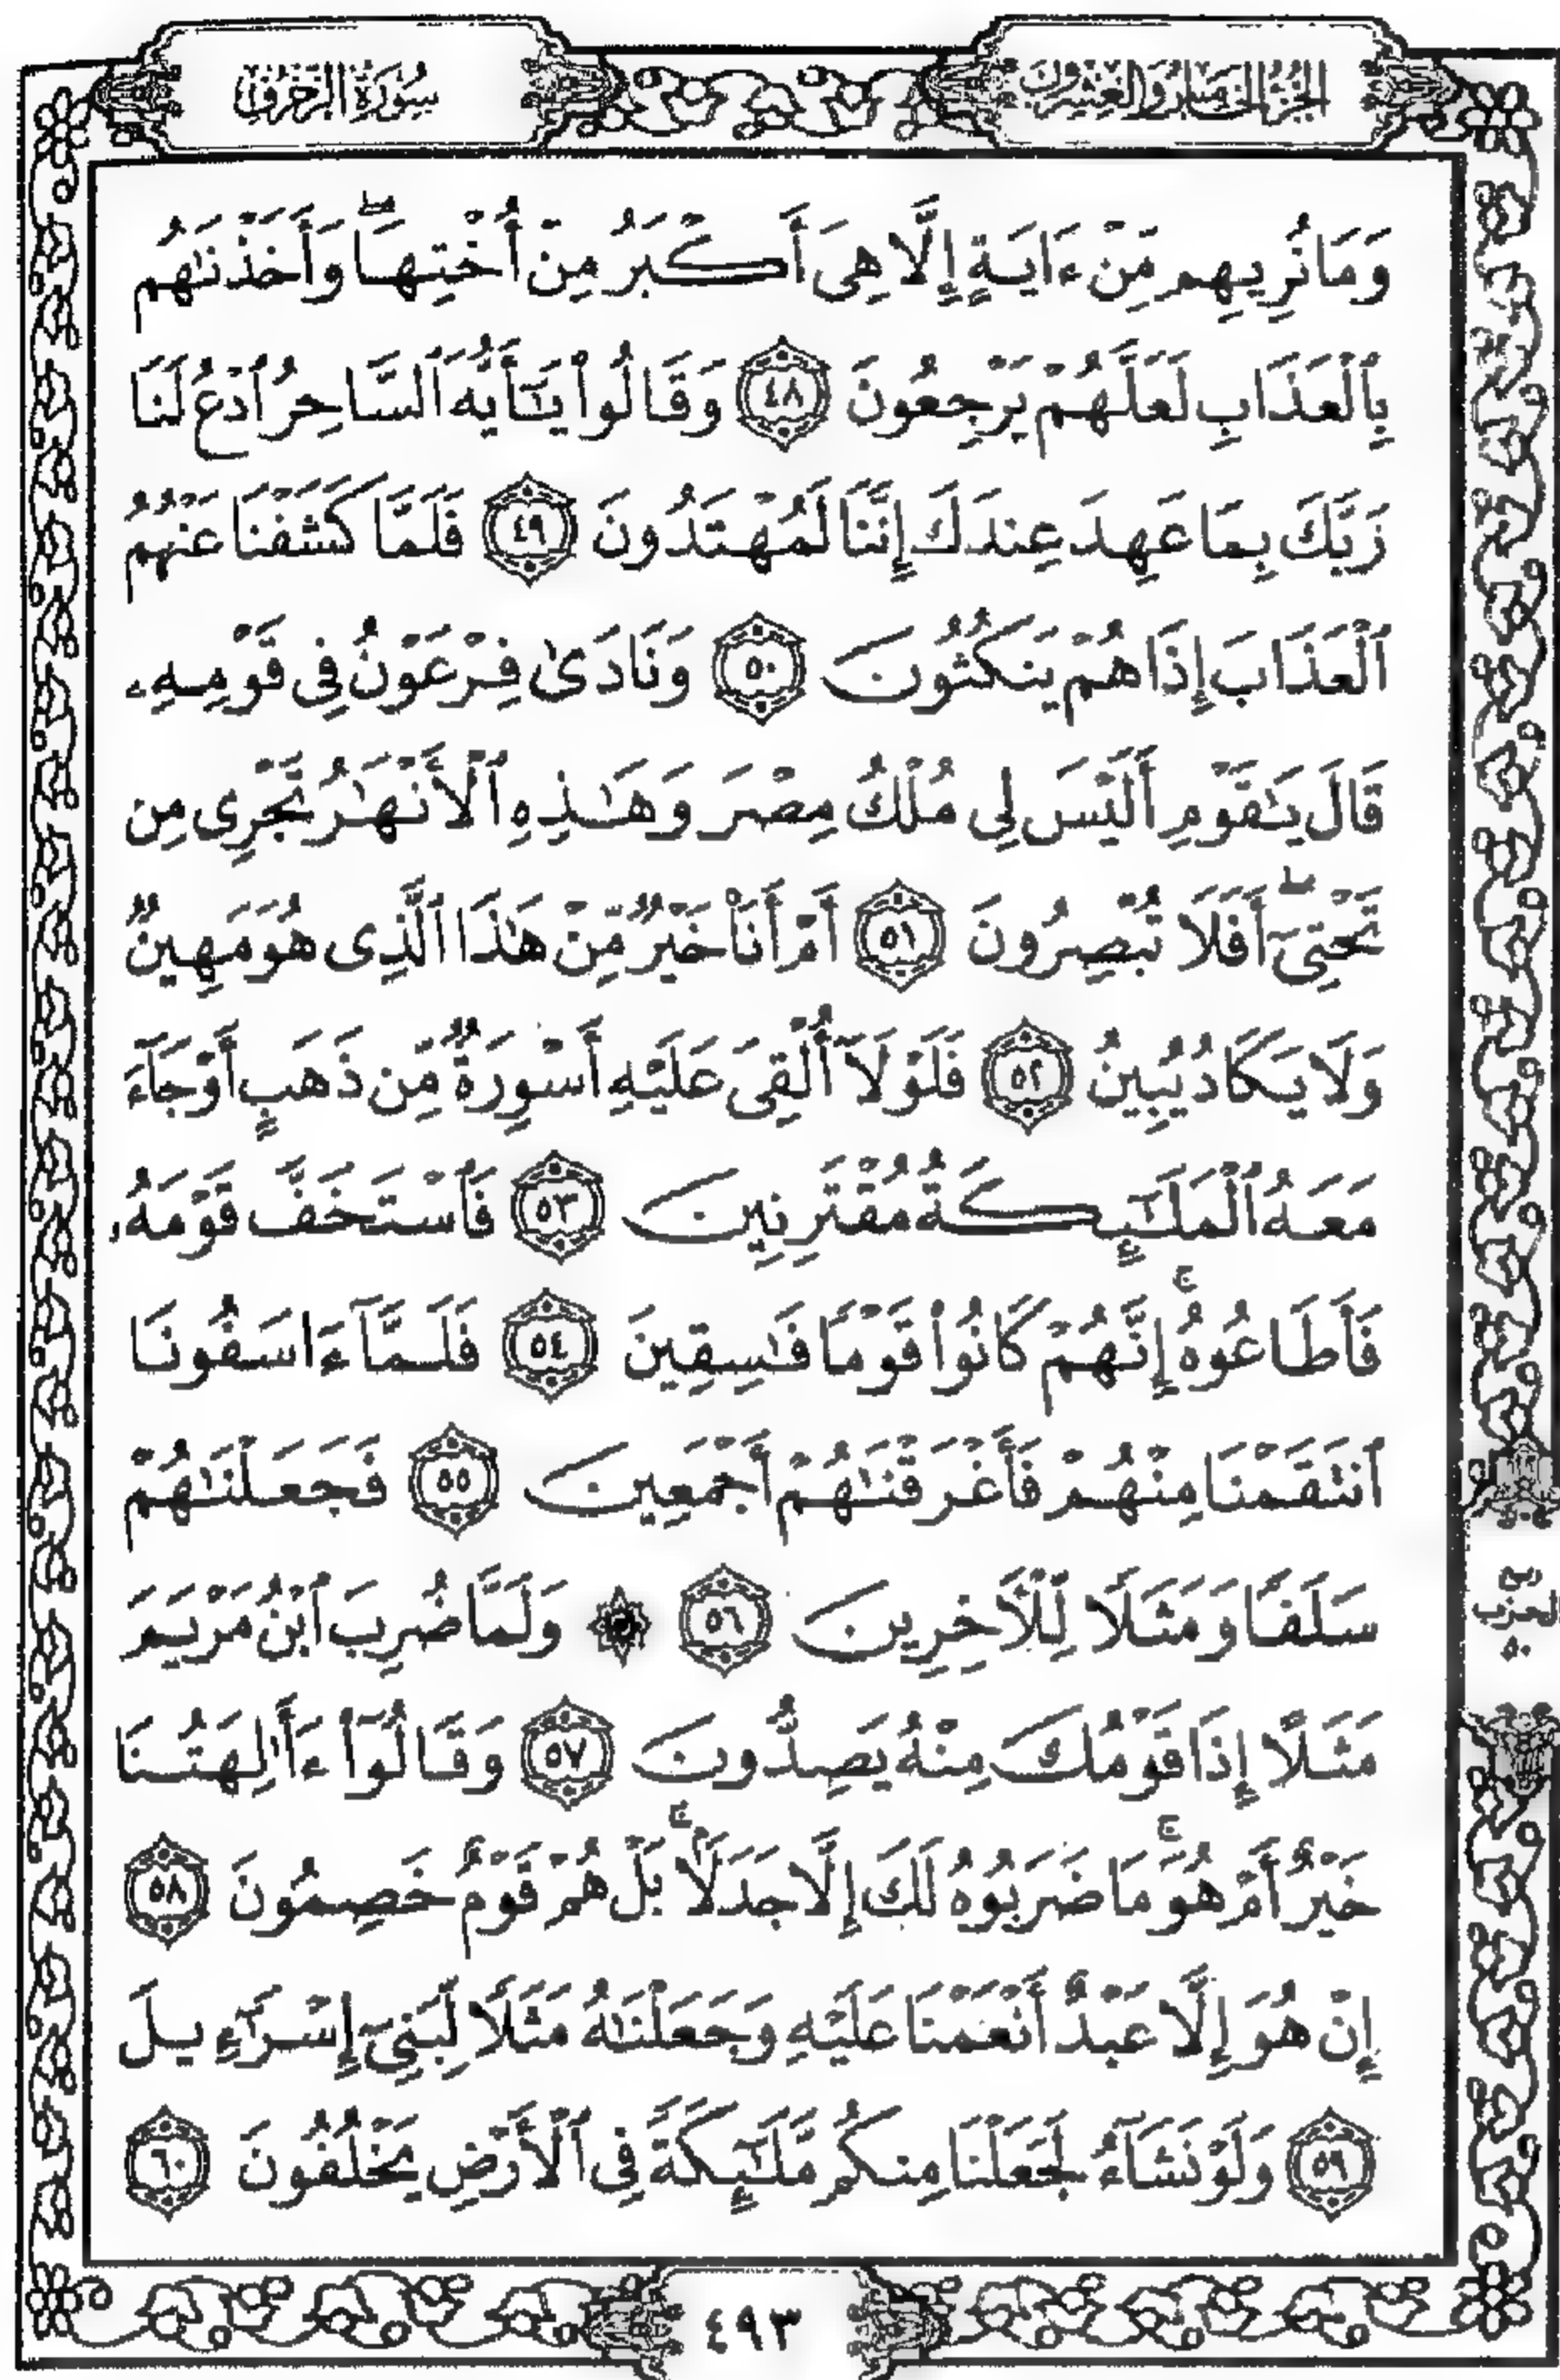 الجزء الخامس والعشرون
سورة الزخرف
وَمَا نُرِيهِم مِّنْ ءَايَةٍ إِلَّا هِىَ أَكْبَرُ مِنْ أُخْتِهَا ۖ وَأَخَذْنَٰهُم
بِٱلْعَذَابِ لَعَلَّهُمْ يَرْجِعُونَ ٤٨ وَقَالُوا۟ يَٰٓأَيُّهَ ٱلسَّاحِرُ ٱدْعُ لَنَا
رَبَّكَ بِمَا عَهِدَ عِندَكَ إِنَّنَا لَمُهْتَدُونَ ٤٩ فَلَمَّا كَشَفْنَا عَنْهُمُ
ٱلْعَذَابَ إِذَا هُمْ يَنكُثُونَ ٥٠ وَنَادَىٰ فِرْعَوْنُ فِى قَوْمِهِۦ
قَالَ يَٰقَوْمِ أَلَيْسَ لِى مُلْكُ مِصْرَ وَهَٰذِهِ ٱلْأَنْهَٰرُ تَجْرِى مِن
تَحْتِىٓ ۖ أَفَلَا تُبْصِرُونَ ٥١ أَمْ أَنَا۠ خَيْرٌ مِّنْ هَٰذَا ٱلَّذِى هُوَ مَهِينٌ
وَلَا يَكَادُ يُبِينُ ٥٢ فَلَوْلَآ أُلْقِىَ عَلَيْهِ أَسْوِرَةٌ مِّن ذَهَبٍ أَوْ جَآءَ
مَعَهُ ٱلْمَلَٰٓئِكَةُ مُقْتَرِنِينَ ٥٣ فَٱسْتَخَفَّ قَوْمَهُۥ
فَأَطَاعُوهُ ۚ إِنَّهُمْ كَانُوا۟ قَوْمًا فَٰسِقِينَ ٥٤ فَلَمَّآ ءَاسَفُونَا
ٱنتَقَمْنَا مِنْهُمْ فَأَغْرَقْنَٰهُمْ أَجْمَعِينَ ٥٥ فَجَعَلْنَٰهُمْ
سَلَفًا وَمَثَلًا لِّلْءَاخِرِينَ ٥٦ ۞ وَلَمَّا ضُرِبَ ٱبْنُ مَرْيَمَ
مَثَلًا إِذَا قَوْمُكَ مِنْهُ يَصِدُّونَ ٥٧ وَقَالُوٓا۟ ءَأَٰلِهَتُنَا
خَيْرٌ أَمْ هُوَ ۚ مَا ضَرَبُوهُ لَكَ إِلَّا جَدَلًۢا ۚ بَلْ هُمْ قَوْمٌ خَصِمُونَ ٥٨
إِنْ هُوَ إِلَّا عَبْدٌ أَنْعَمْنَا عَلَيْهِ وَجَعَلْنَٰهُ مَثَلًا لِّبَنِىٓ إِسْرَٰٓءِيلَ
٥٩ وَلَوْ نَشَآءُ لَجَعَلْنَا مِنكُم مَّلَٰٓئِكَةً فِى ٱلْأَرْضِ يَخْلُفُونَ ٦٠
ربع
الحزب
٥٠
٤٩٣